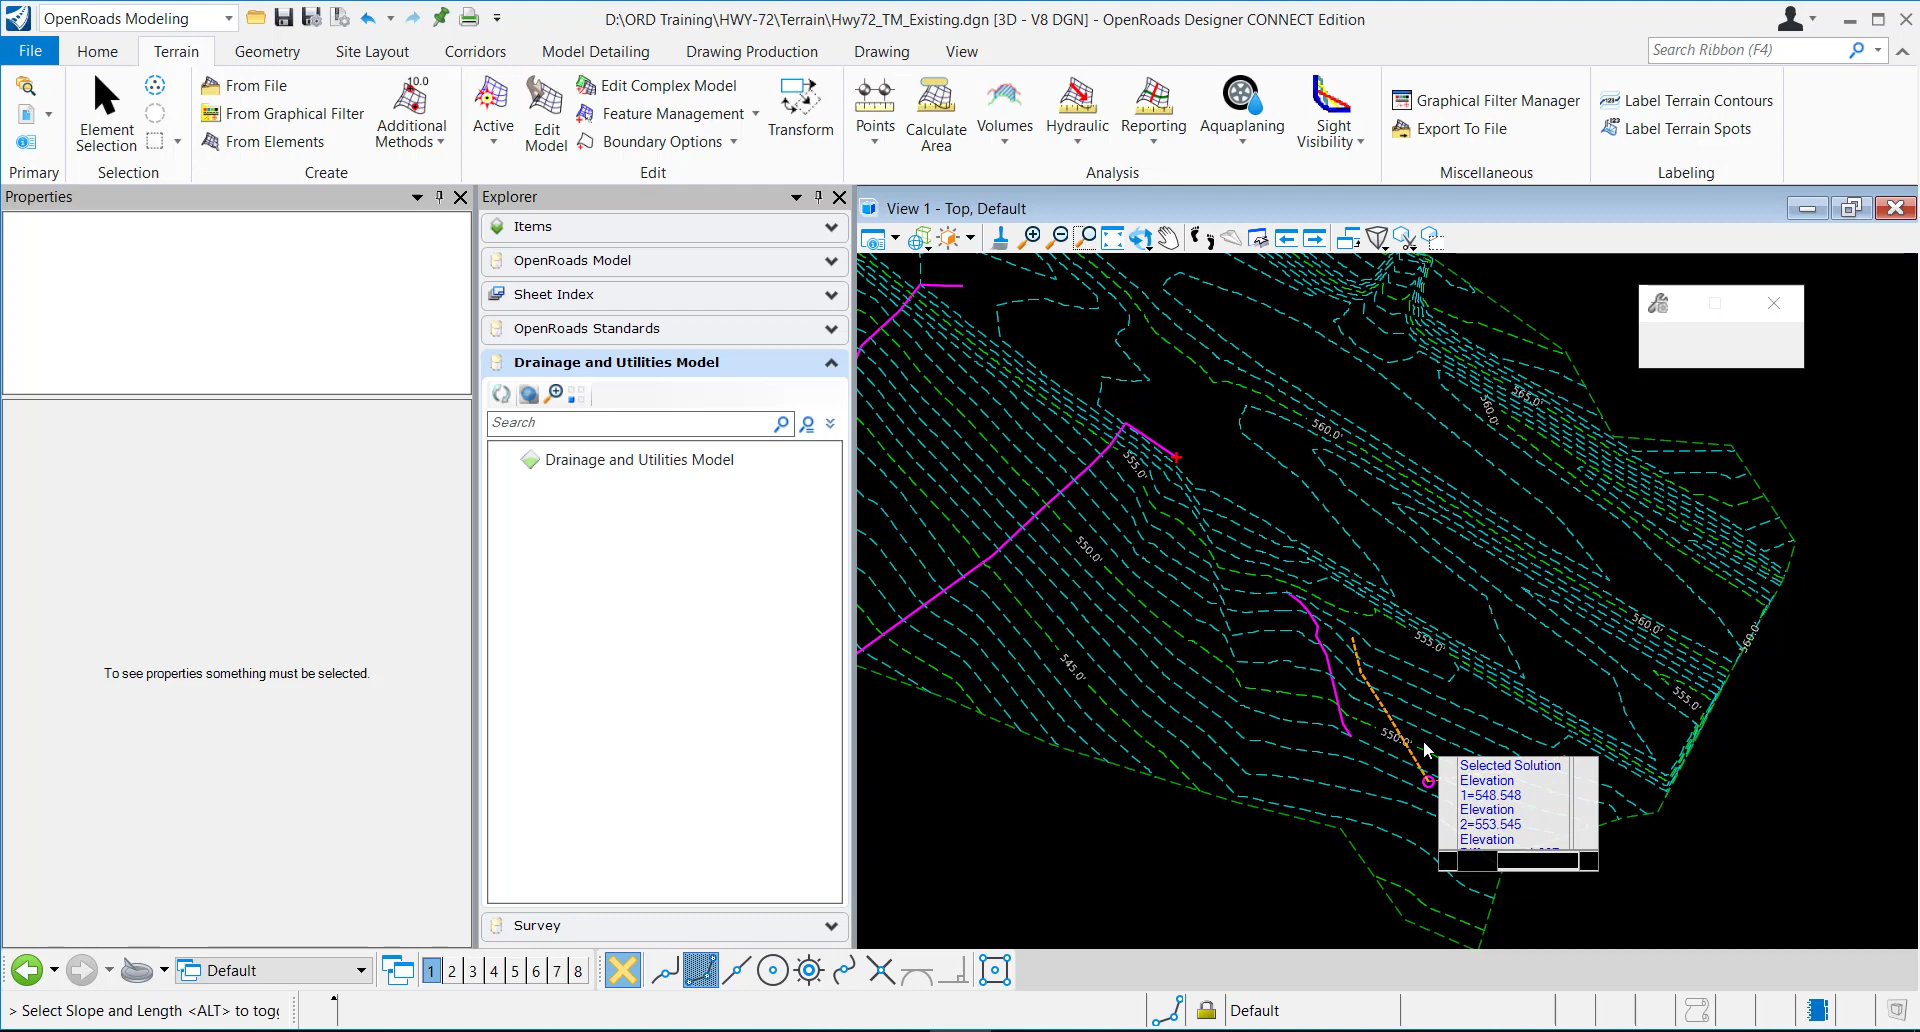 OpenRoads Modeling
D:\ORD Training\HWY-72\Terrain\Hwy72_TM_Existing.dgn [3D - V8 DGN] - OpenRoads Designer CONNECT Edition
File Home Terrain Geometry Site Layout Corridors Model Detailing Drawing Production Drawing View
Search Ribbon (F4)
Element Selection
From File
From Graphical Filter
From Elements
10.0
Additional Methods
Active
Edit Model
Edit Complex Model
Feature Management
Boundary Options
Transform
Points
Calculate Area
Volumes
Hydraulic
Reporting
Aquaplaning
Sight Visibility
Graphical Filter Manager
Export To File
Label Terrain Contours
Label Terrain Spots
Primary Selection Create Edit Analysis Miscellaneous Labeling
Properties
To see properties something must be selected.
Explorer
Items
OpenRoads Model
Sheet Index
OpenRoads Standards
Drainage and Utilities Model
Search
Drainage and Utilities Model
Survey
View 1 - Top, Default
565.0'
560.0'
560.0'
555.0'
550.0'
560.0'
560.0'
555.0'
545.0'
555.0'
550.0'
Selected Solution
Elevation
1=548.548
Elevation
2=553.545
Elevation
Default
1 2 3 4 5 6 7 8
> Select Slope and Length <ALT> to togg
Default